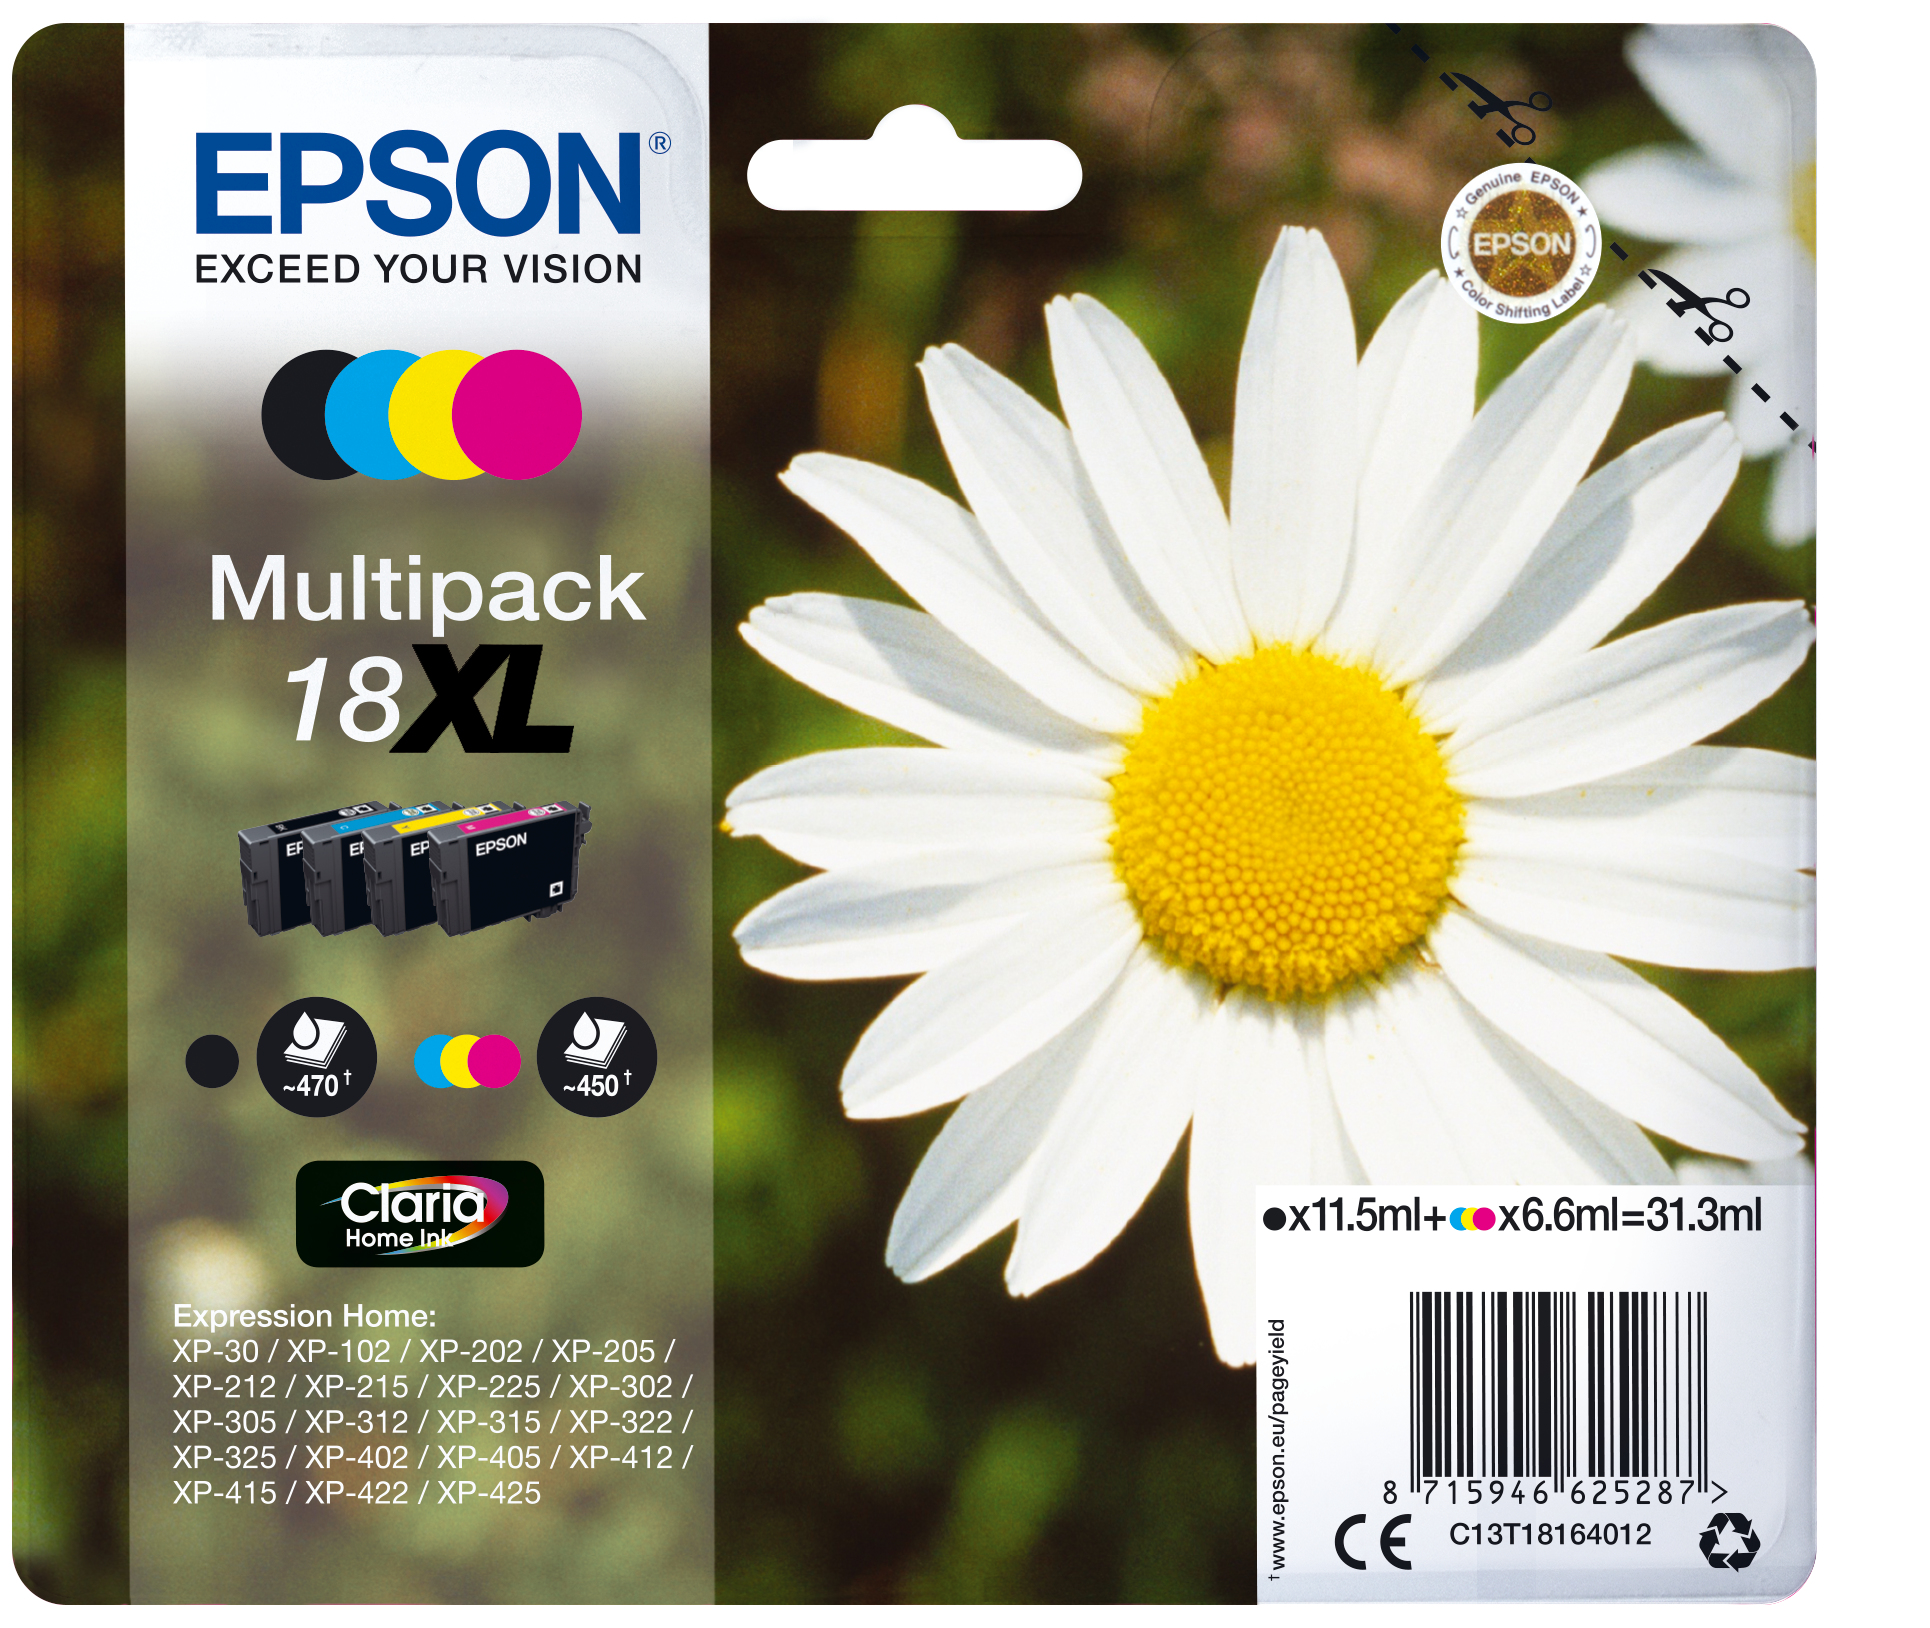 EPSON®
EXCEED YOUR VISION
Genuine EPSON
EPSON
Color Shifting Label
Multipack
18XL
EP
EP
EP
EPSON
~470†
~450†
Claria
Home Ink
Expression Home:
XP-30 / XP-102 / XP-202 / XP-205 /
XP-212 / XP-215 / XP-225 / XP-302 /
XP-305 / XP-312 / XP-315 / XP-322 /
XP-325 / XP-402 / XP-405 / XP-412 /
XP-415 / XP-422 / XP-425
x11.5ml+x6.6ml=31.3ml
† www.epson.eu/pageyield
8 715946 625287 >
CE
C13T18164012